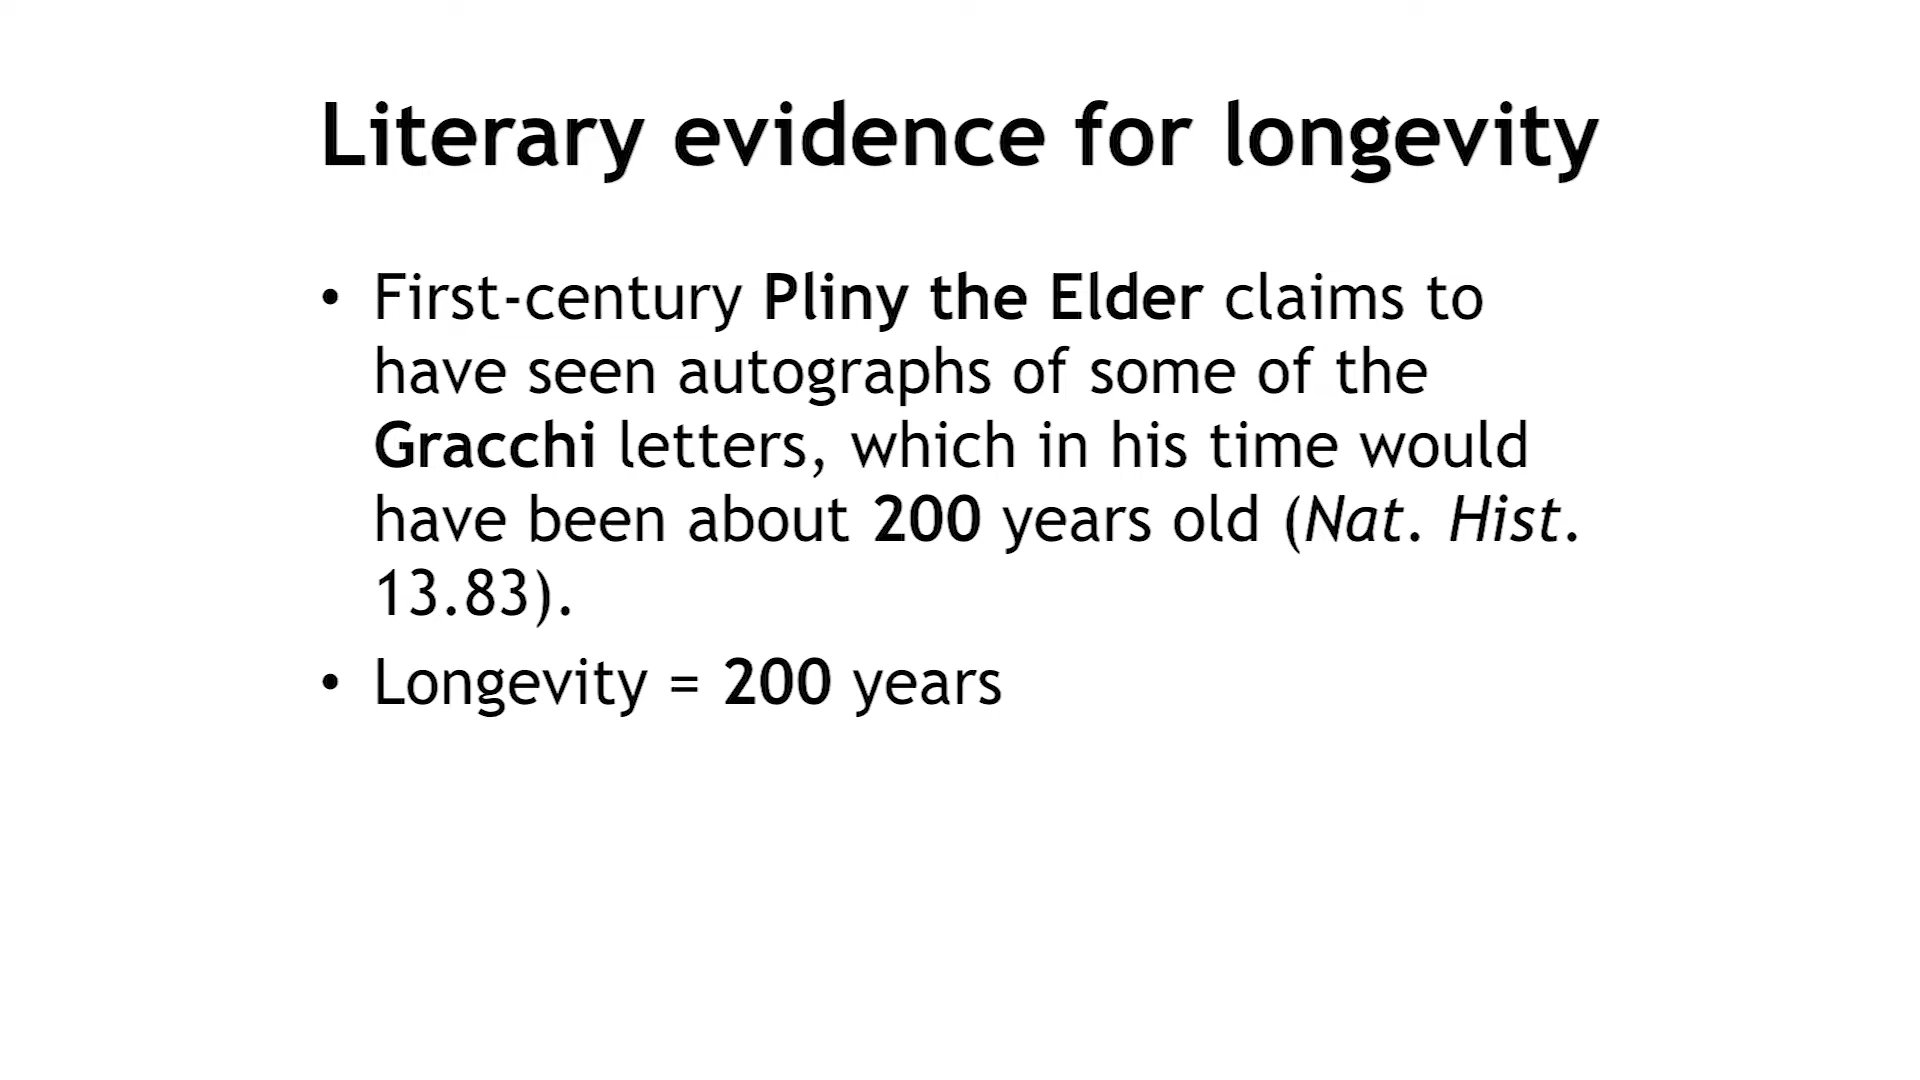 Literary evidence for longevity
• First-century Pliny the Elder claims to
have seen autographs of some of the
Gracchi letters, which in his time would
have been about 200 years old (Nat. Hist.
13.83).
• Longevity = 200 years